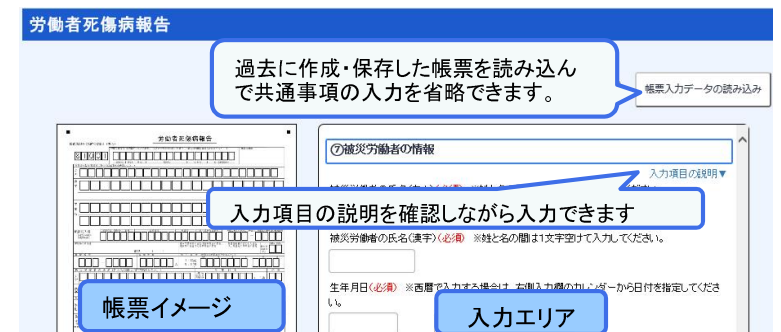 労働者死傷病報告
過去に作成・保存した帳票を読み込ん
で共通事項の入力を省略できます。
帳票入力データの読み込み
労働者死傷病報告
⑦被災労働者の情報
入力項目の説明▼
入力項目の説明を確認しながら入力できます
被災労働者の氏名(漢字)(必須) ※姓と名の間は1文字空けて入力してください。
生年月日(必須) ※西暦で入力する場合は、右側入力欄のカレンダーから日付を指定してくださ
い。
帳票イメージ
入力エリア